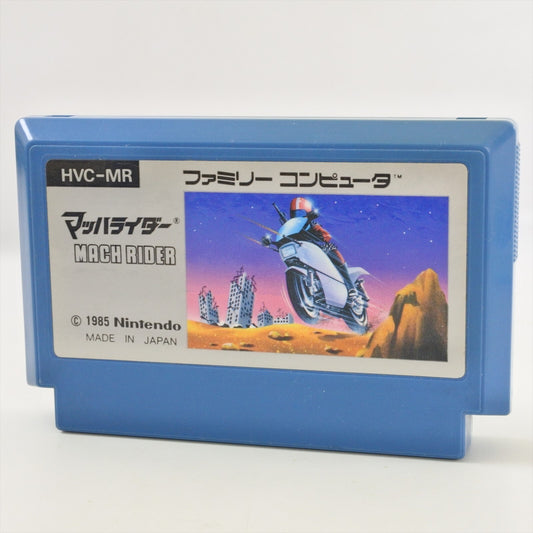 HVC-MR
ファミリー コンピュータ™
マッハライダー®
MACH RIDER
© 1985 Nintendo
MADE IN JAPAN